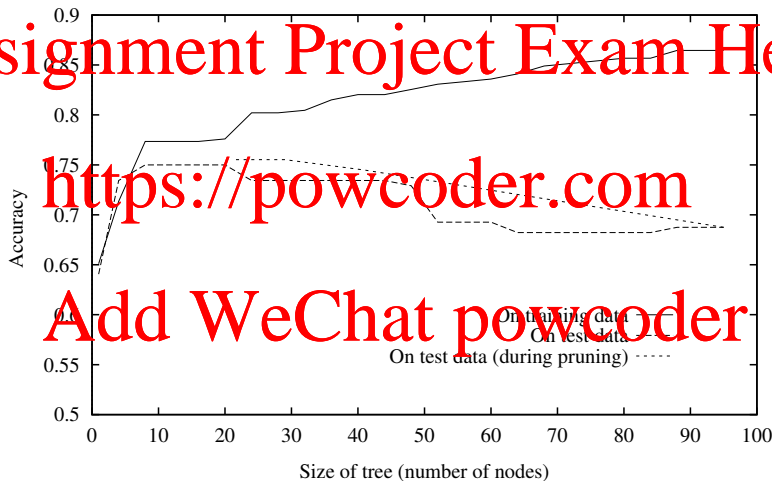 0.9
signment Project Exam He
0.85
0.8
0.75
https://powcoder.com
0.7
Accuracy
0.65
0.6
Add WeChat powcoder
On training data
On test data
On test data (during pruning)
0.55
0.5
0 10 20 30 40 50 60 70 80 90 100
Size of tree (number of nodes)